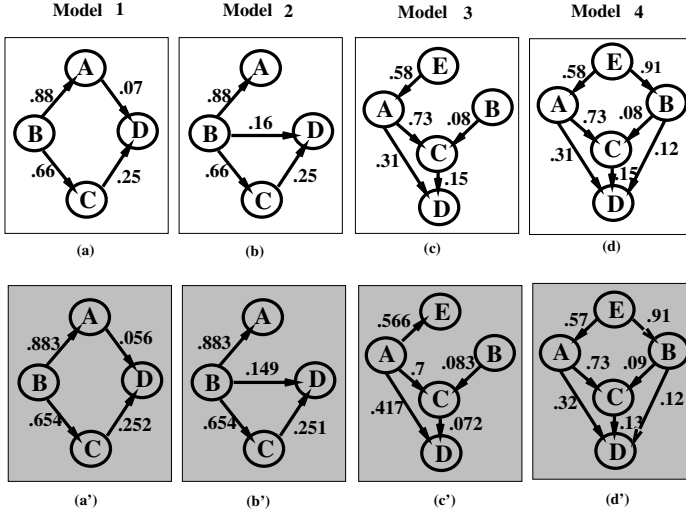 Model 1
Model 2
Model 3
Model 4
A
.88
.07
B
D
.66
.25
C
(a)
A
.88
B
.16
D
.66
.25
C
(b)
E
.58
A
B
.73
.08
C
.31
.15
D
(c)
E
.58
.91
A
B
.73
.08
C
.31
.15
.12
D
(d)
A
.883
.056
B
D
.654
.252
C
(a')
A
.883
B
.149
D
.654
.251
C
(b')
E
.566
A
B
.7
.083
C
.417
.072
D
(c')
E
.57
.91
A
B
.73
.09
C
.32
.13
.12
D
(d')